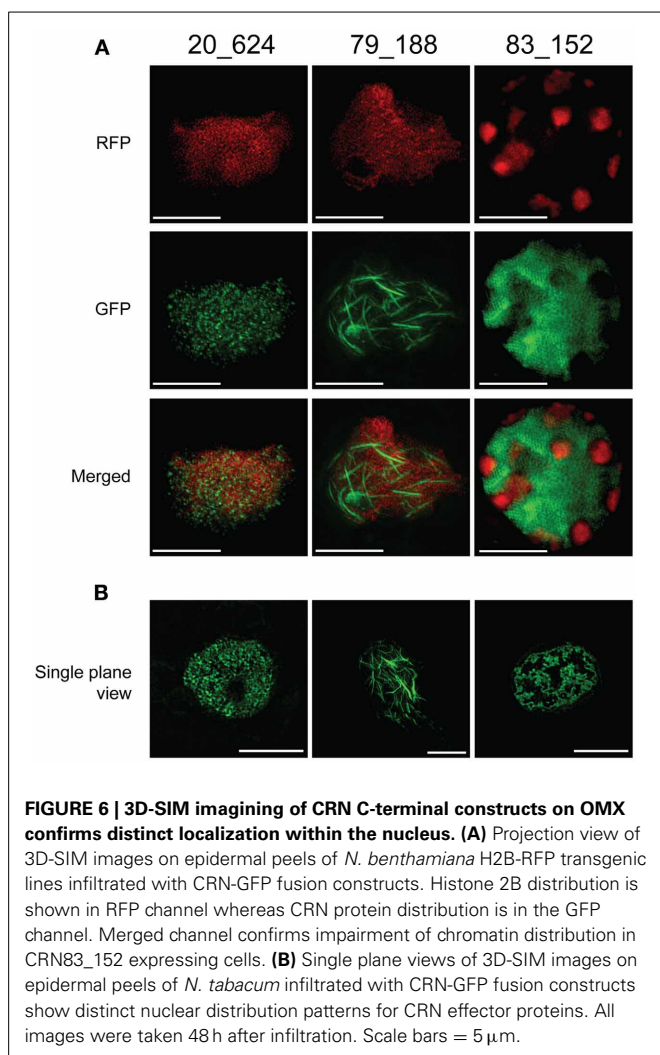 A
20_624 79_188 83_152
RFP
GFP
Merged
B
Single plane
view
FIGURE 6 | 3D-SIM imagining of CRN C-terminal constructs on OMX
confirms distinct localization within the nucleus. (A) Projection view of
3D-SIM images on epidermal peels of N. benthamiana H2B-RFP transgenic
lines infiltrated with CRN-GFP fusion constructs. Histone 2B distribution is
shown in RFP channel whereas CRN protein distribution is in the GFP
channel. Merged channel confirms impairment of chromatin distribution in
CRN83_152 expressing cells. (B) Single plane views of 3D-SIM images on
epidermal peels of N. tabacum infiltrated with CRN-GFP fusion constructs
show distinct nuclear distribution patterns for CRN effector proteins. All
images were taken 48 h after infiltration. Scale bars = 5 μm.